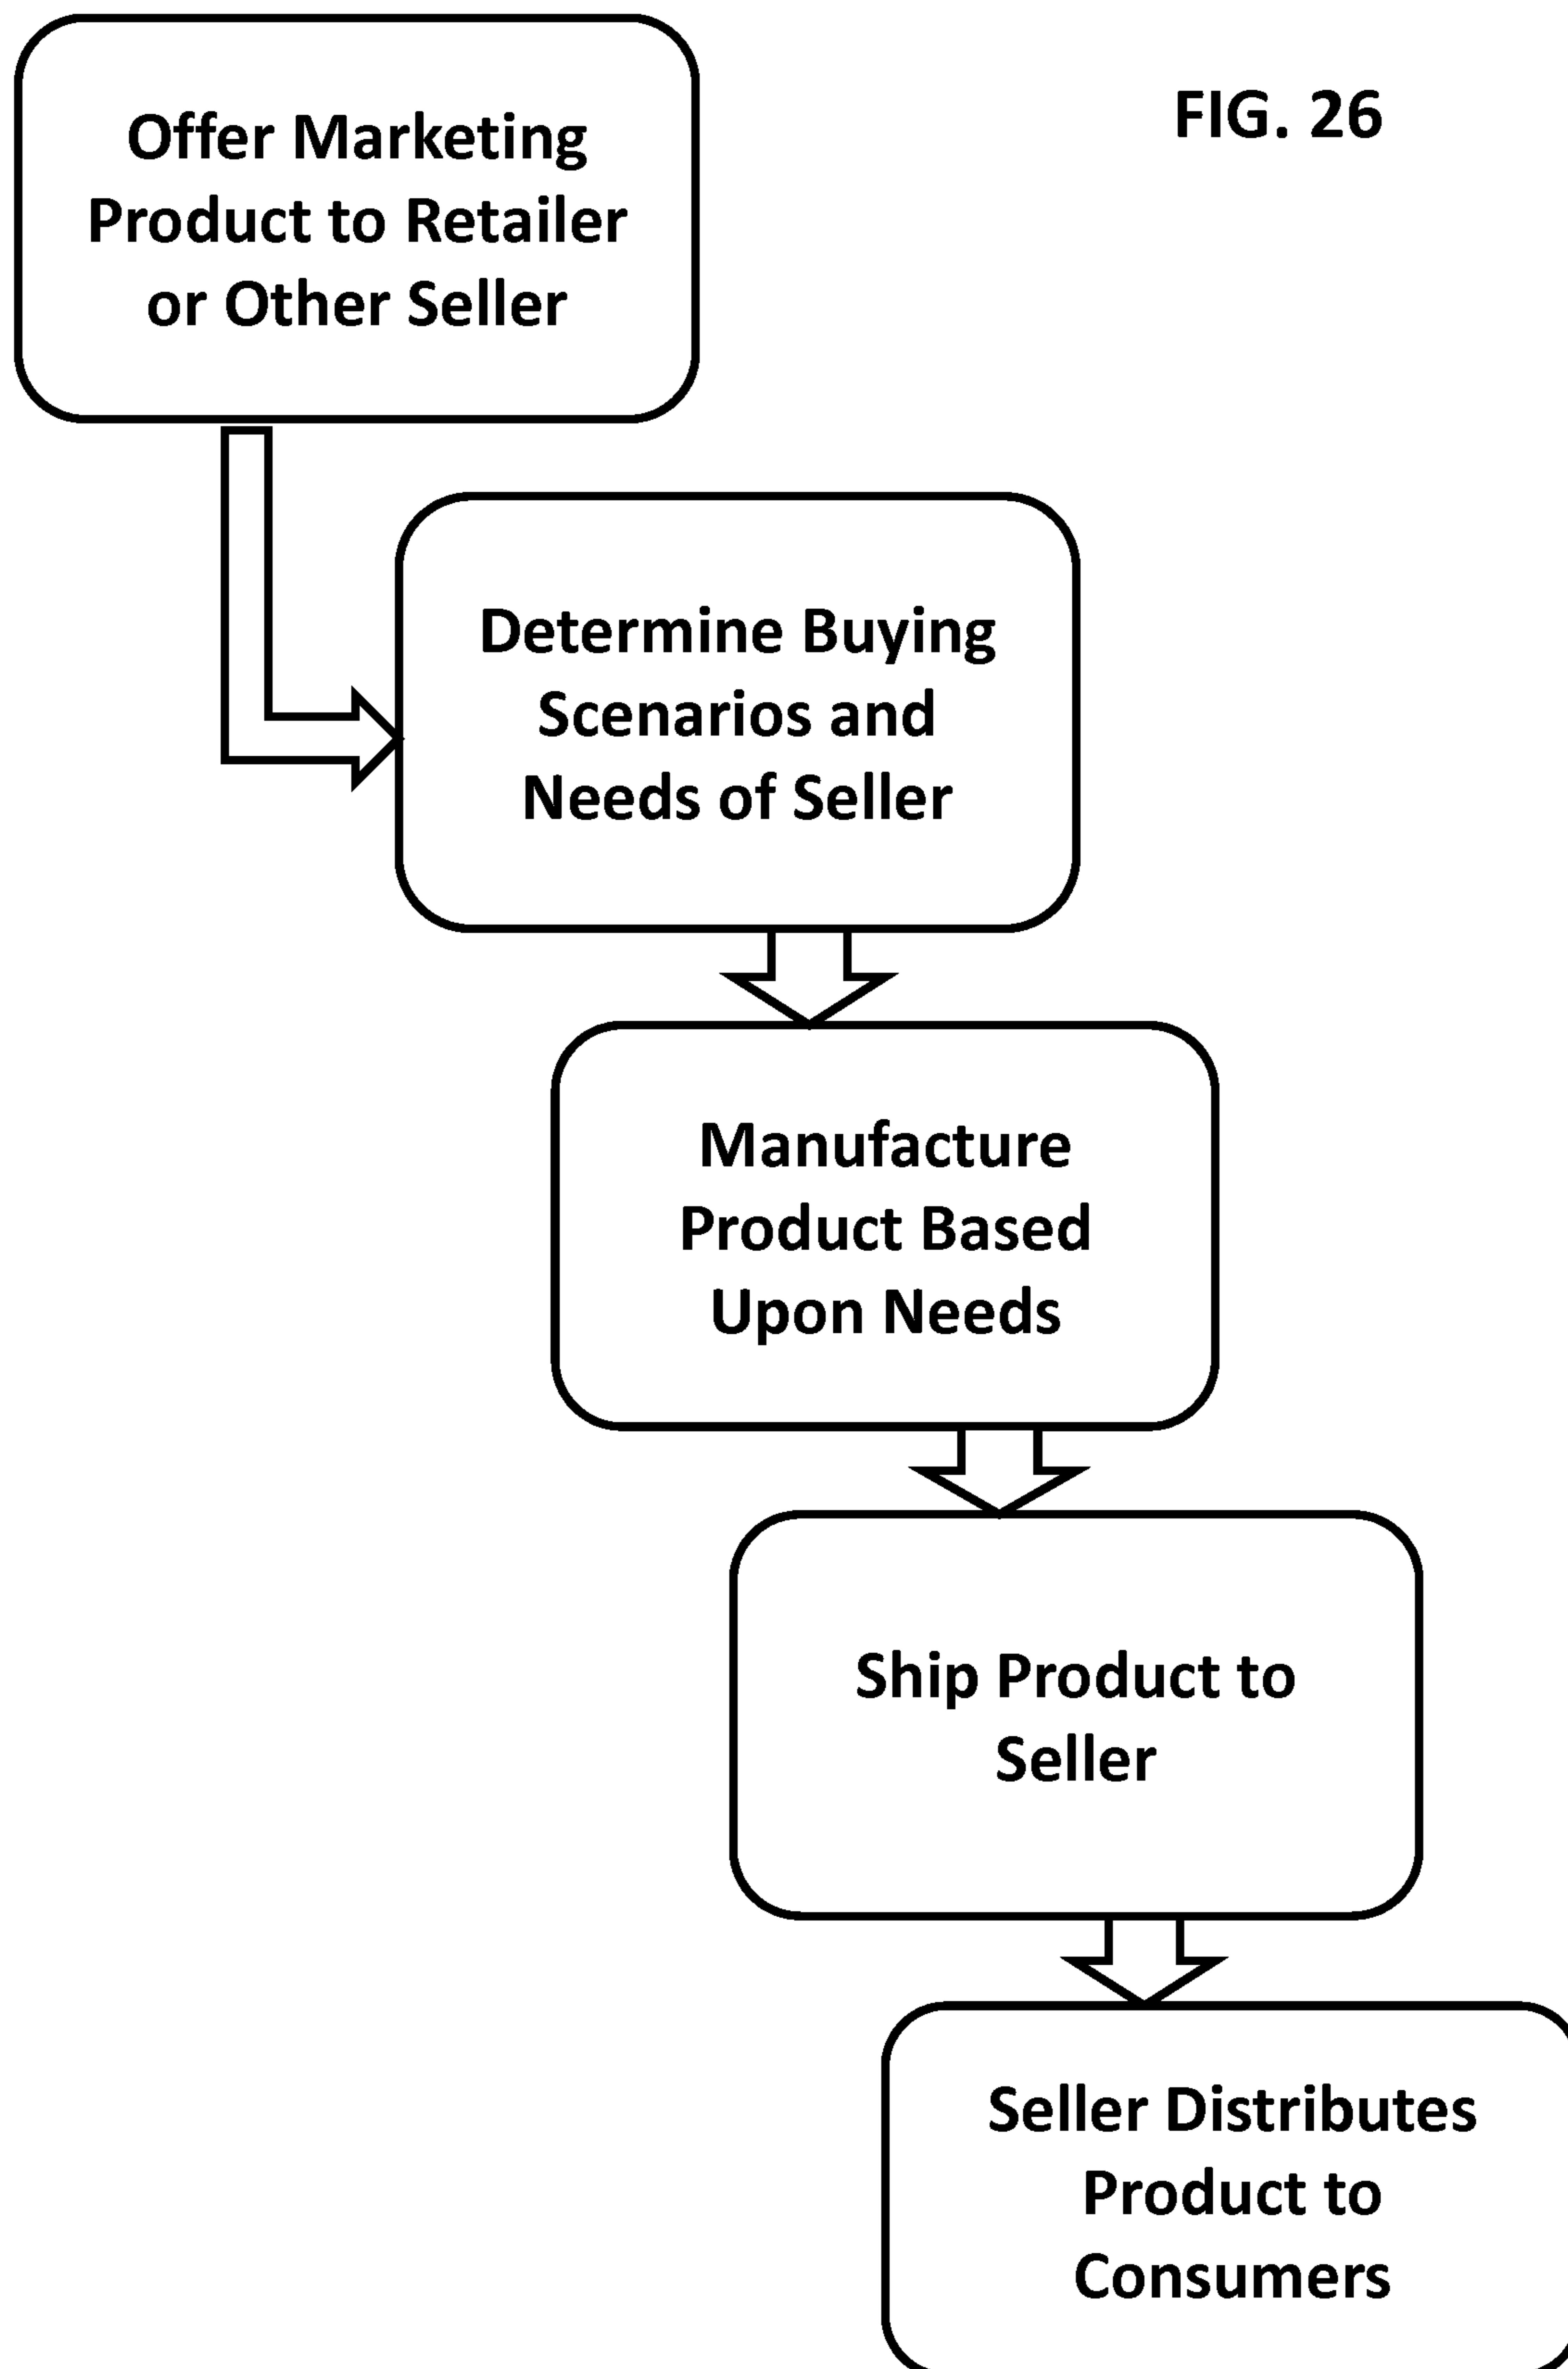 FIG. 26
Offer Marketing
Product to Retailer
or Other Seller
Determine Buying
Scenarios and
Needs of Seller
Manufacture
Product Based
Upon Needs
Ship Product to
Seller
Seller Distributes
Product to
Consumers